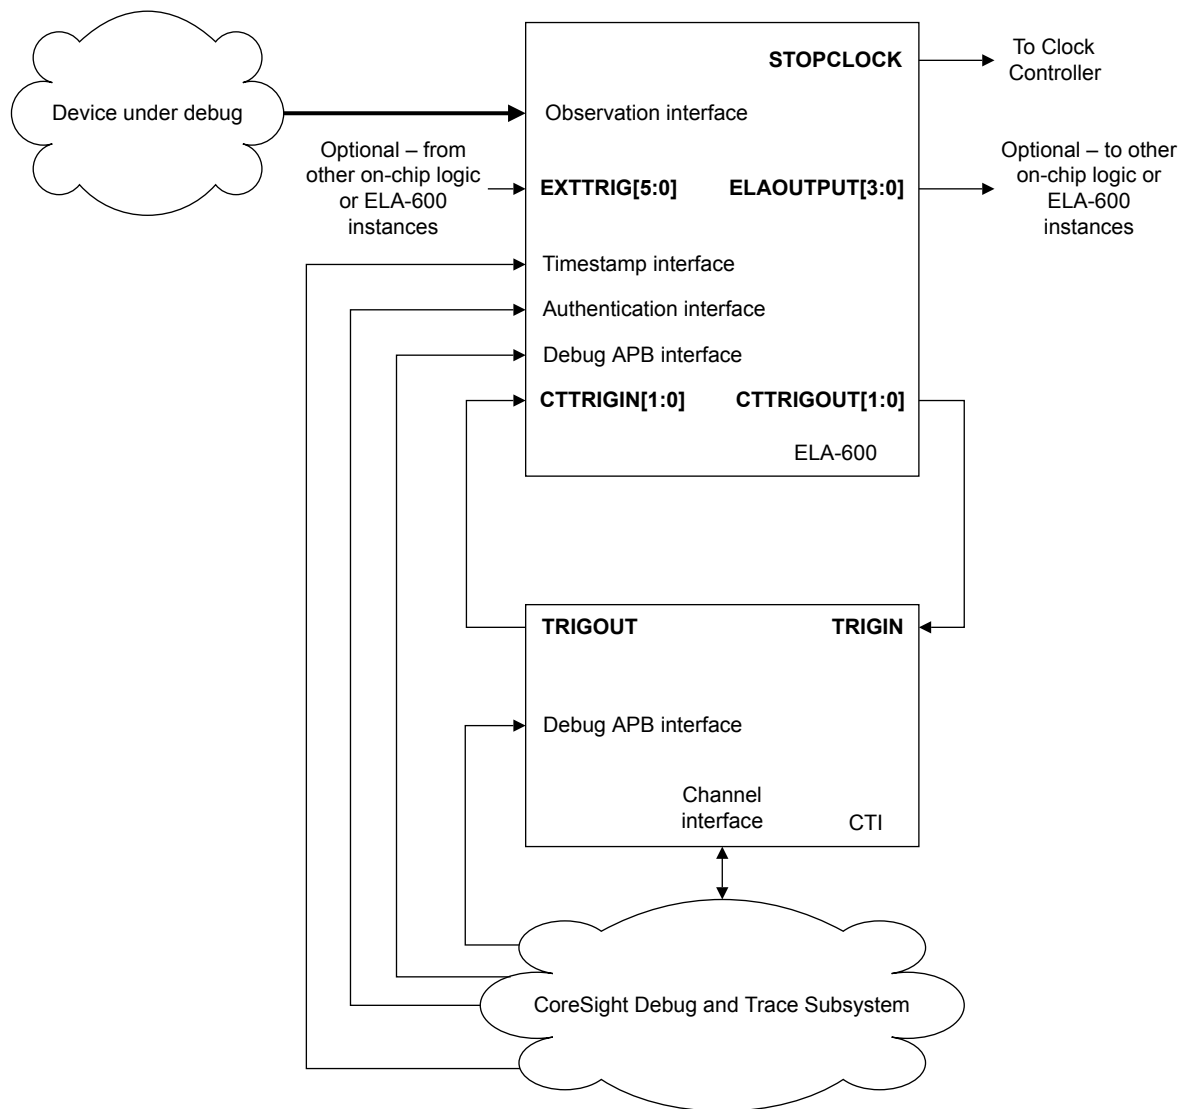 STOPCLOCK
To Clock
Controller
Device under debug
Observation interface
Optional – from
other on-chip logic
or ELA-600
instances
EXTTRIG[5:0]
ELAOUTPUT[3:0]
Optional – to other
on-chip logic or
ELA-600
instances
Timestamp interface
Authentication interface
Debug APB interface
CTTRIGIN[1:0]
CTTRIGOUT[1:0]
ELA-600
TRIGOUT
TRIGIN
Debug APB interface
Channel
interface
CTI
CoreSight Debug and Trace Subsystem